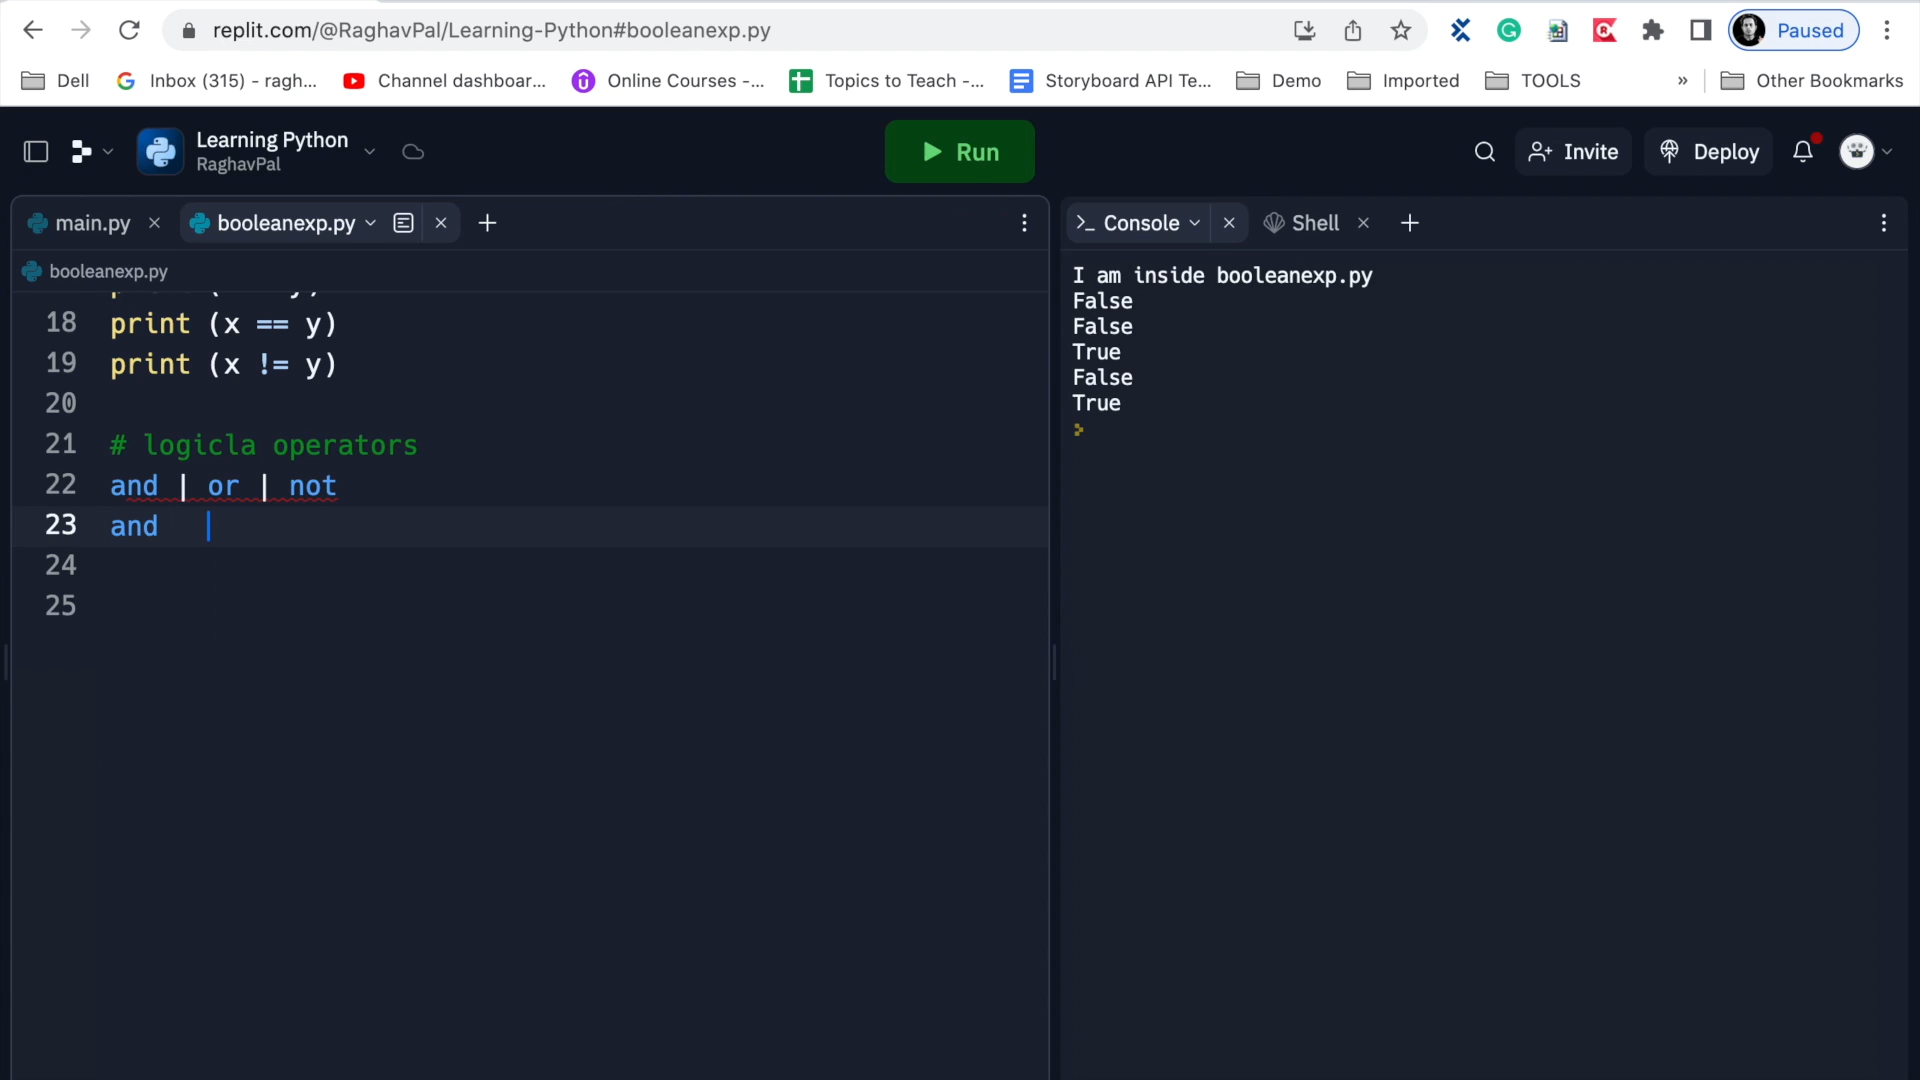 replit.com/@RaghavPal/Learning-Python#booleanexp.py
Paused
Dell
Inbox (315) - ragh...
Channel dashboar...
Online Courses -...
Topics to Teach -...
Storyboard API Te...
Demo
Imported
TOOLS
»
Other Bookmarks
Learning Python
RaghavPal
Run
Invite
Deploy
main.py
booleanexp.py
Console
Shell
booleanexp.py
18 print (x == y)
19 print (x != y)
20
21 # logicla operators
22 and | or | not
23 and
24
25
I am inside booleanexp.py
False
False
True
False
True